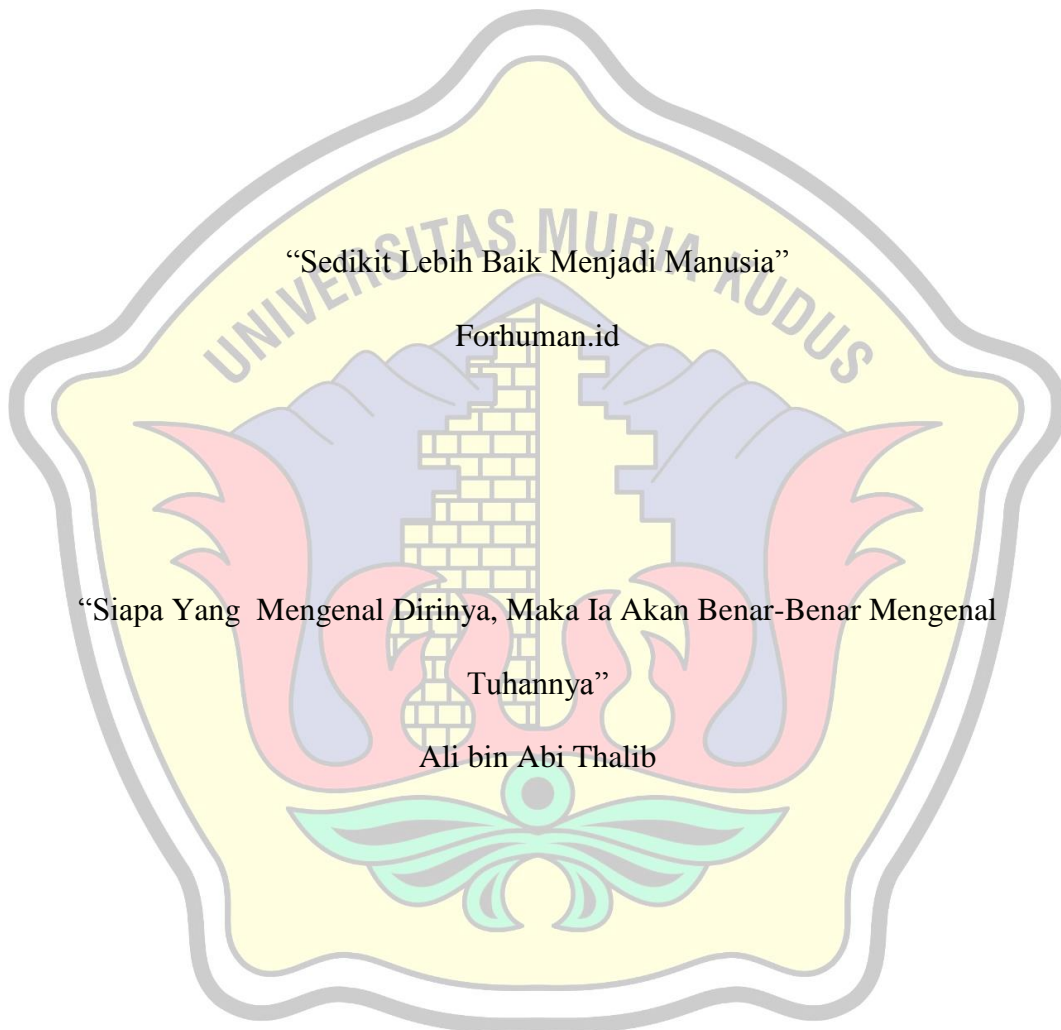 UNIVERSITAS MURIA KUDUS
“Sedikit Lebih Baik Menjadi Manusia”
Forhuman.id
“Siapa Yang  Mengenal Dirinya, Maka Ia Akan Benar-Benar Mengenal
Tuhannya”
Ali bin Abi Thalib